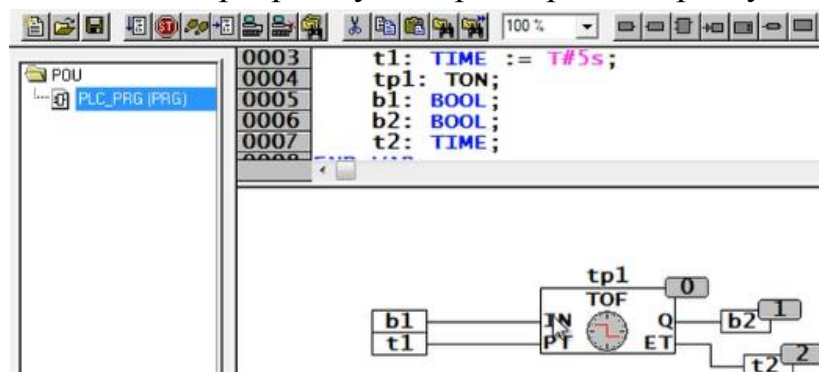 100 %
POU
PLC_PRG (PRG)
0003 t1: TIME := T#5s;
0004 tp1: TON;
0005 b1: BOOL;
0006 b2: BOOL;
0007 t2: TIME;
tp1
0
TOF
1
b1 IN Q b2
t1 PT ET
2
t2